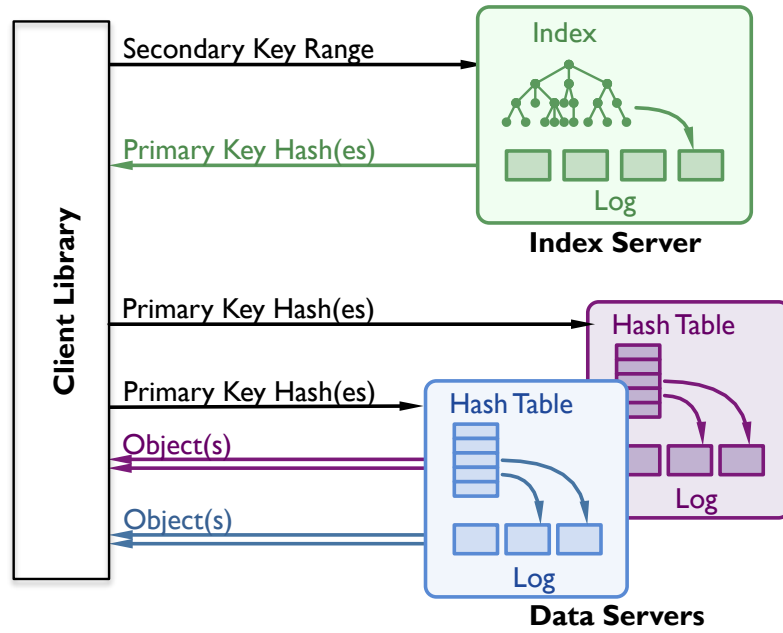 Client Library
Secondary Key Range
Index
Primary Key Hash(es)
Log
Index Server
Primary Key Hash(es)
Hash Table
Primary Key Hash(es)
Hash Table
Object(s)
Log
Object(s)
Log
Data Servers